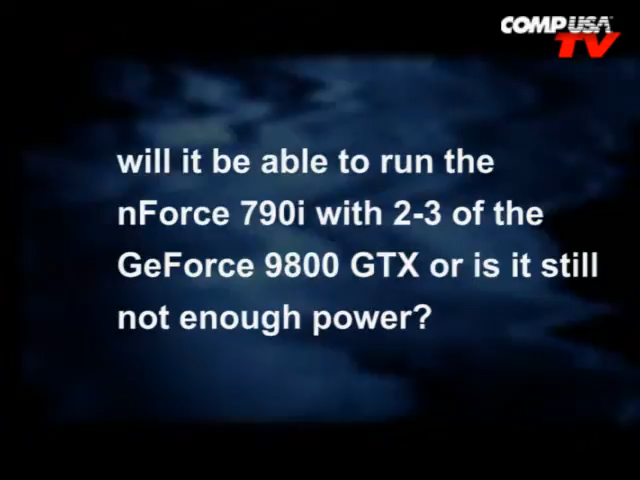 COMPUSA
TV
will it be able to run the
nForce 790i with 2-3 of the
GeForce 9800 GTX or is it still
not enough power?